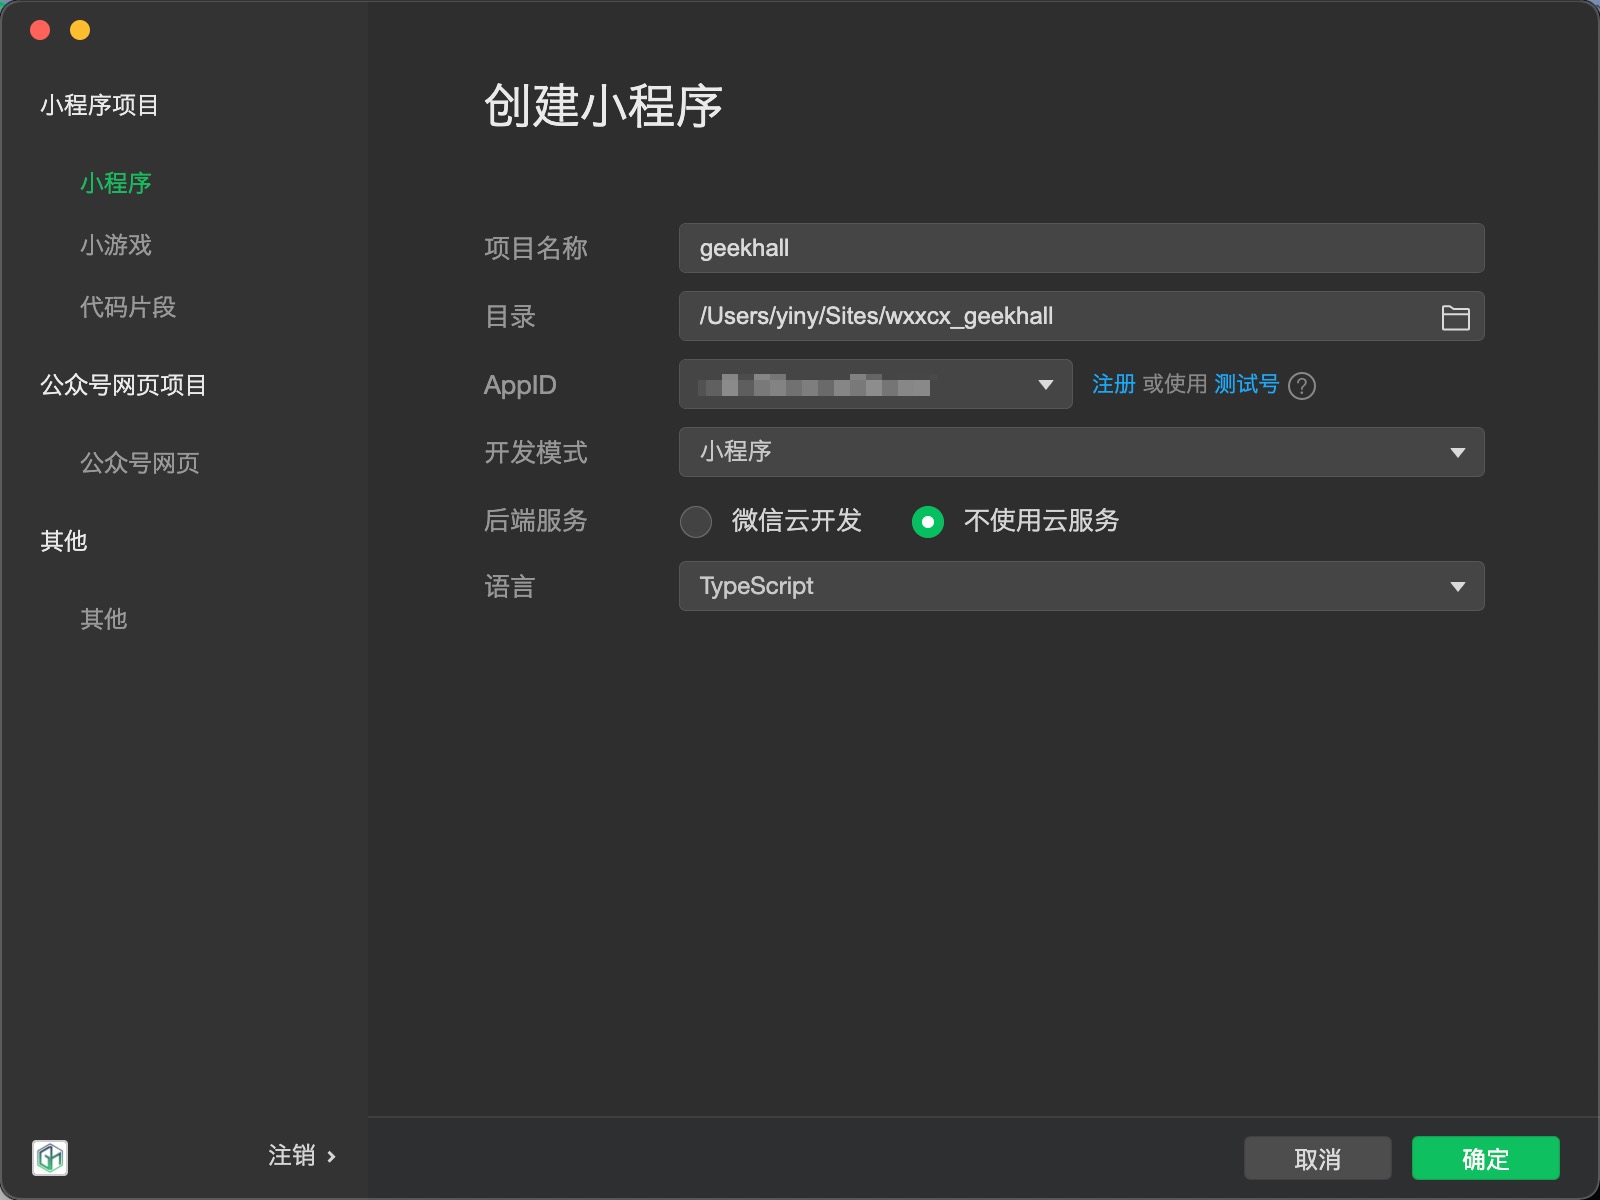 小程序项目
小程序
小游戏
代码片段
公众号网页项目
公众号网页
其他
其他
注销 ›
创建小程序
项目名称 geekhall
目录 /Users/yiny/Sites/wxxcx_geekhall
AppID 注册 或使用 测试号 ?
开发模式 小程序
后端服务 微信云开发 不使用云服务
语言 TypeScript
取消 确定